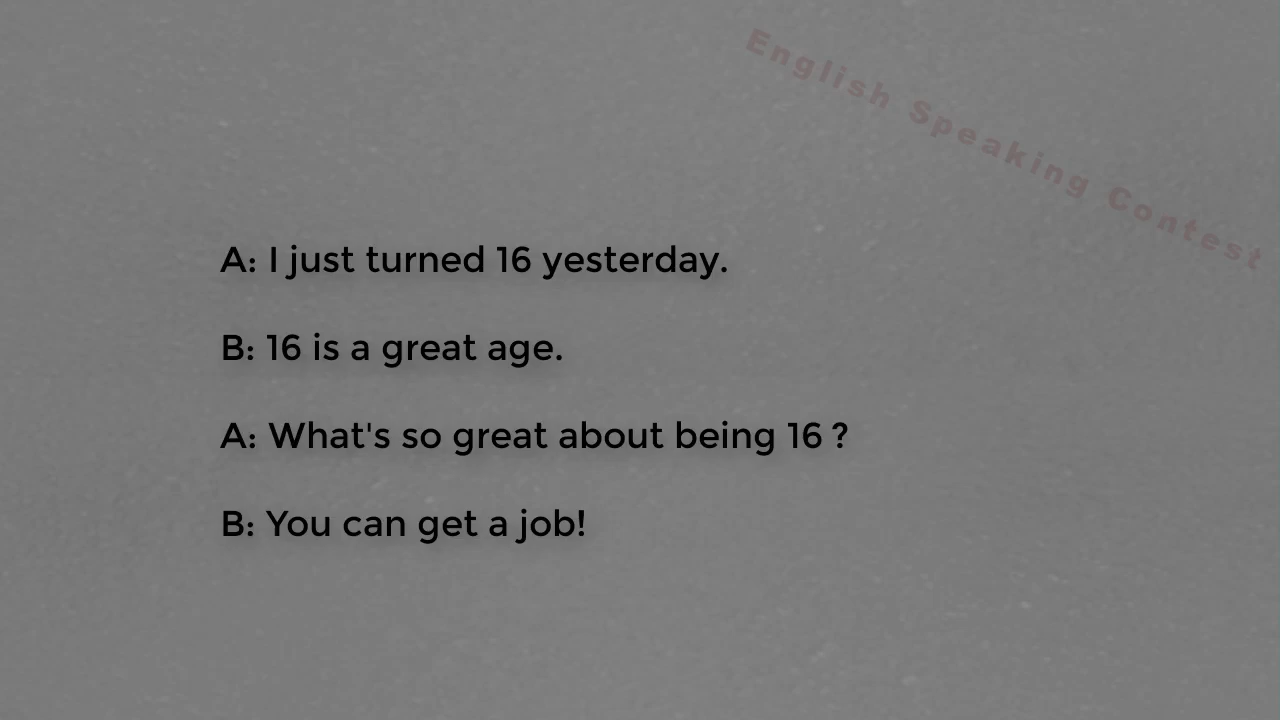 English Speaking Contest
A: I just turned 16 yesterday.
B: 16 is a great age.
A: What's so great about being 16 ?
B: You can get a job!